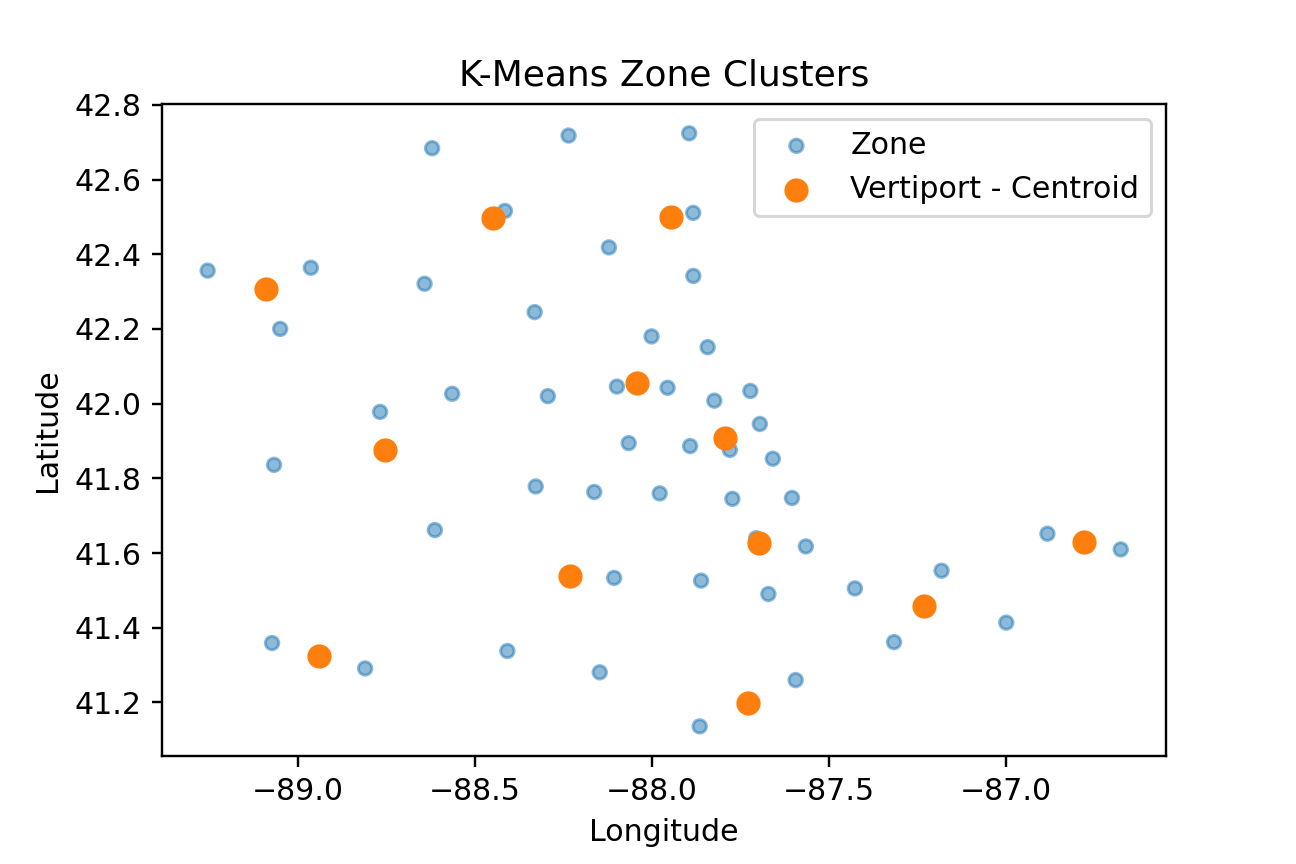 K-Means Zone Clusters
Zone
Vertiport - Centroid
42.8
42.6
42.4
42.2
42.0
41.8
41.6
41.4
41.2
Latitude
−89.0 −88.5 −88.0 −87.5 −87.0
Longitude